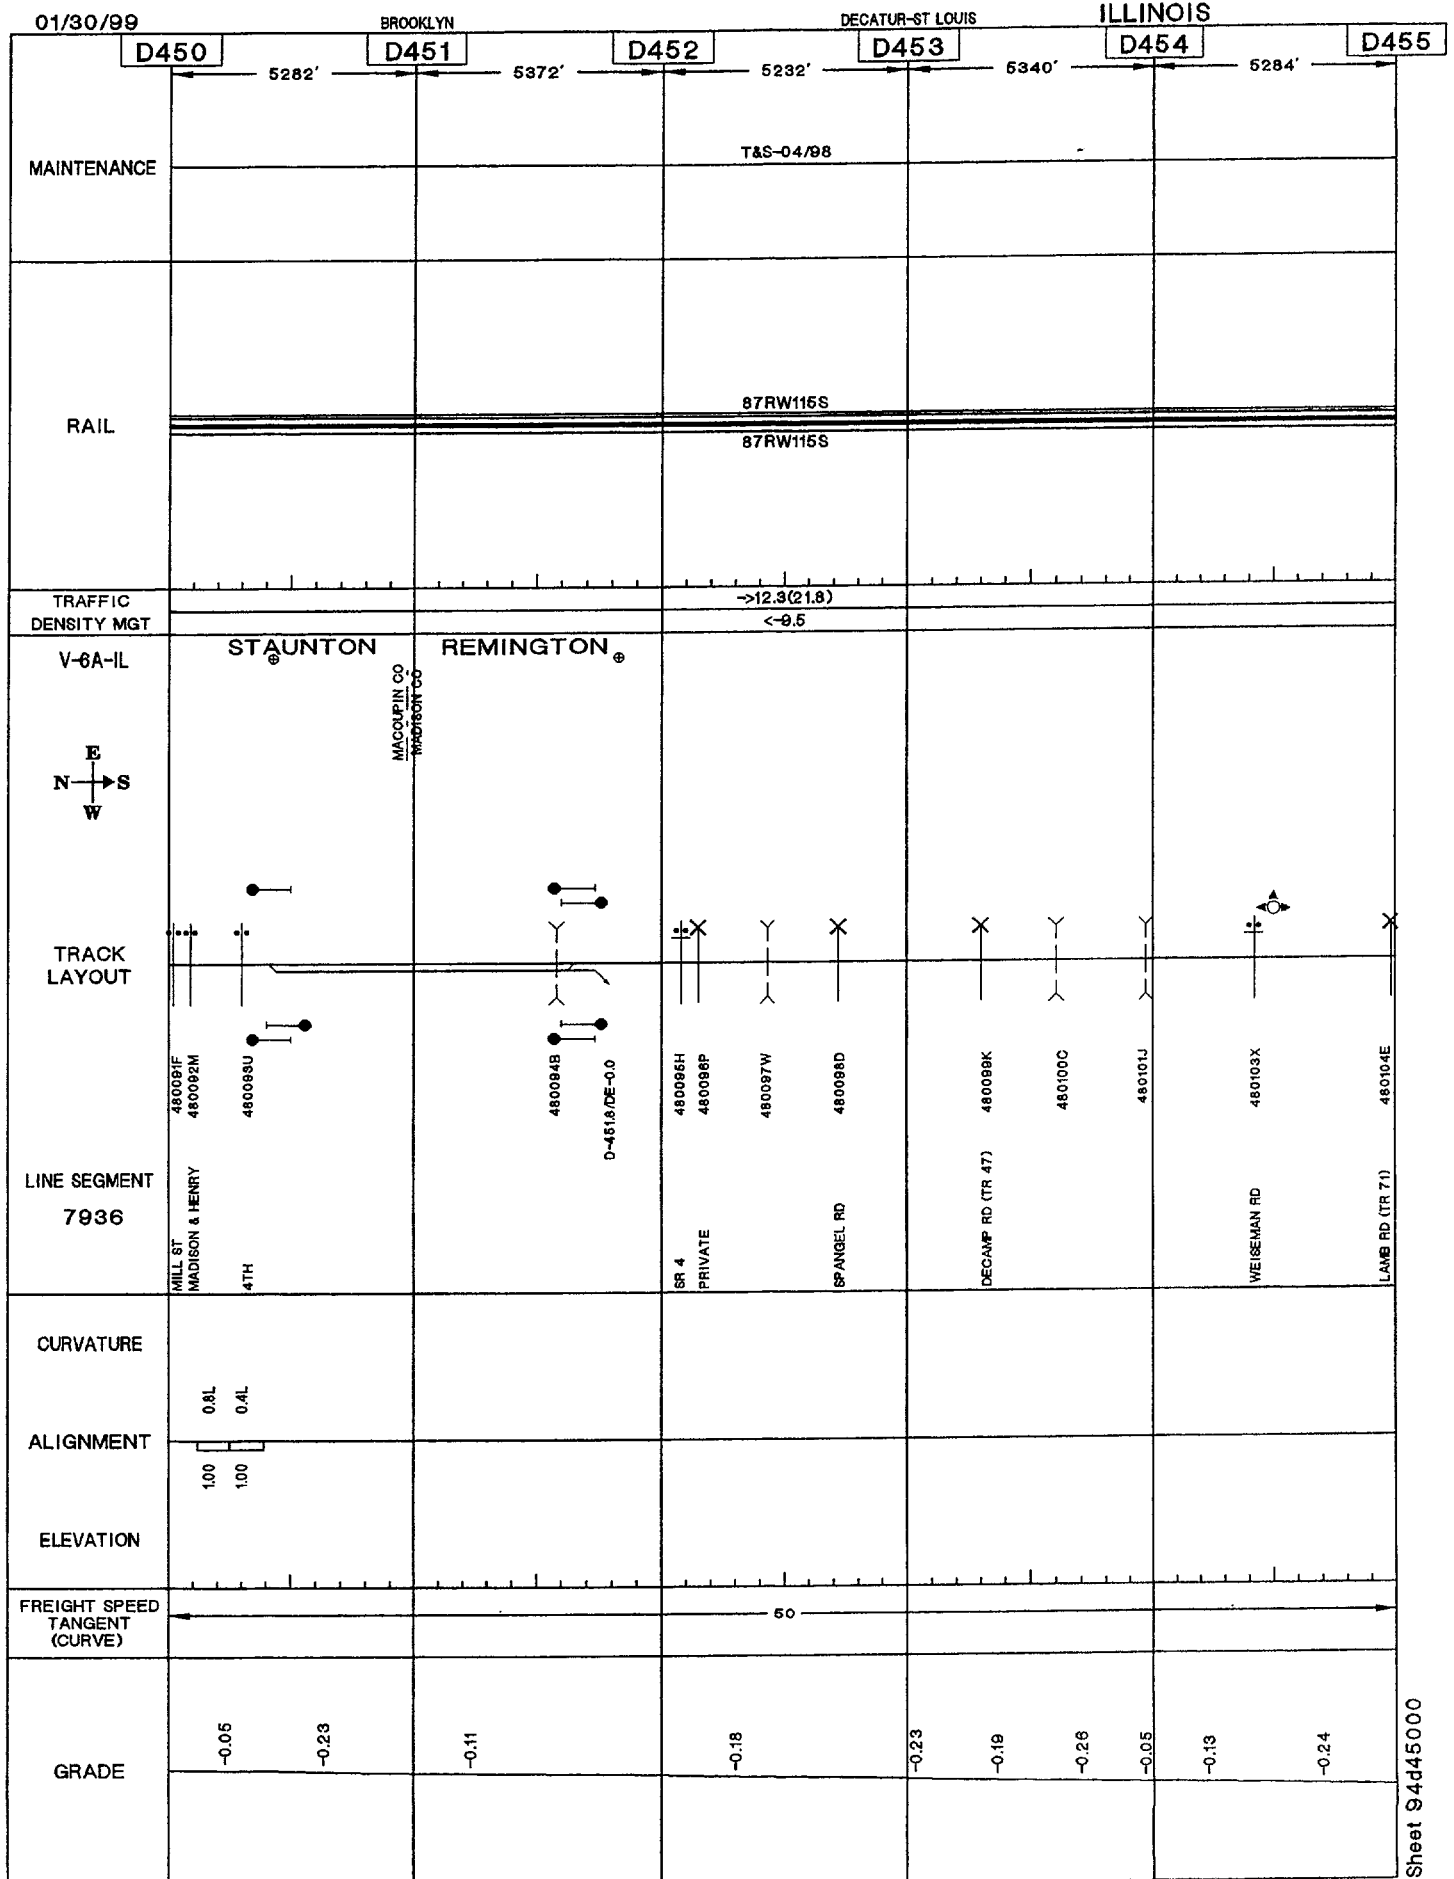 01/30/99 BROOKLYN DECATUR-ST LOUIS ILLINOIS
D450 D451 D452 D453 D454 D455
5282' 5372' 5232' 5340' 5284'
MAINTENANCE
T&S-04/98
RAIL
87RW115S
87RW115S
TRAFFIC
DENSITY MGT
->12.3(21.8)
<-9.5
V-6A-IL
STAUNTON REMINGTON
MACOUPIN CO
MADISON CO
E
N S
W
TRACK
LAYOUT
480091F
480092M
480093U
480094B
D-451.8/DE-0.0
480095H
480096P
480097W
480098D
480099K
480100C
480101J
480103X
480104E
LINE SEGMENT
7936
MILL ST
MADISON & HENRY
4TH
SR 4
PRIVATE
SPANGEL RD
DECAMP RD (TR 47)
WEISEMAN RD
LAMB RD (TR 71)
CURVATURE
0.8L
0.4L
ALIGNMENT
1.00
1.00
ELEVATION
FREIGHT SPEED
TANGENT
(CURVE)
50
GRADE
-0.05
-0.23
-0.11
-0.18
-0.23
-0.19
-0.26
-0.05
-0.13
-0.24
Sheet 94d45000